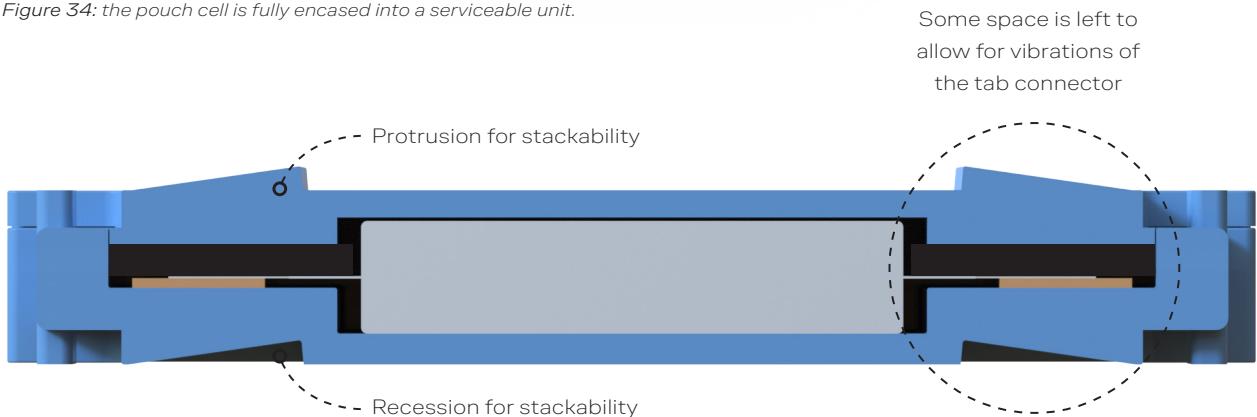 Figure 34: the pouch cell is fully encased into a serviceable unit.
Some space is left to
allow for vibrations of
the tab connector
Protrusion for stackability
Recession for stackability